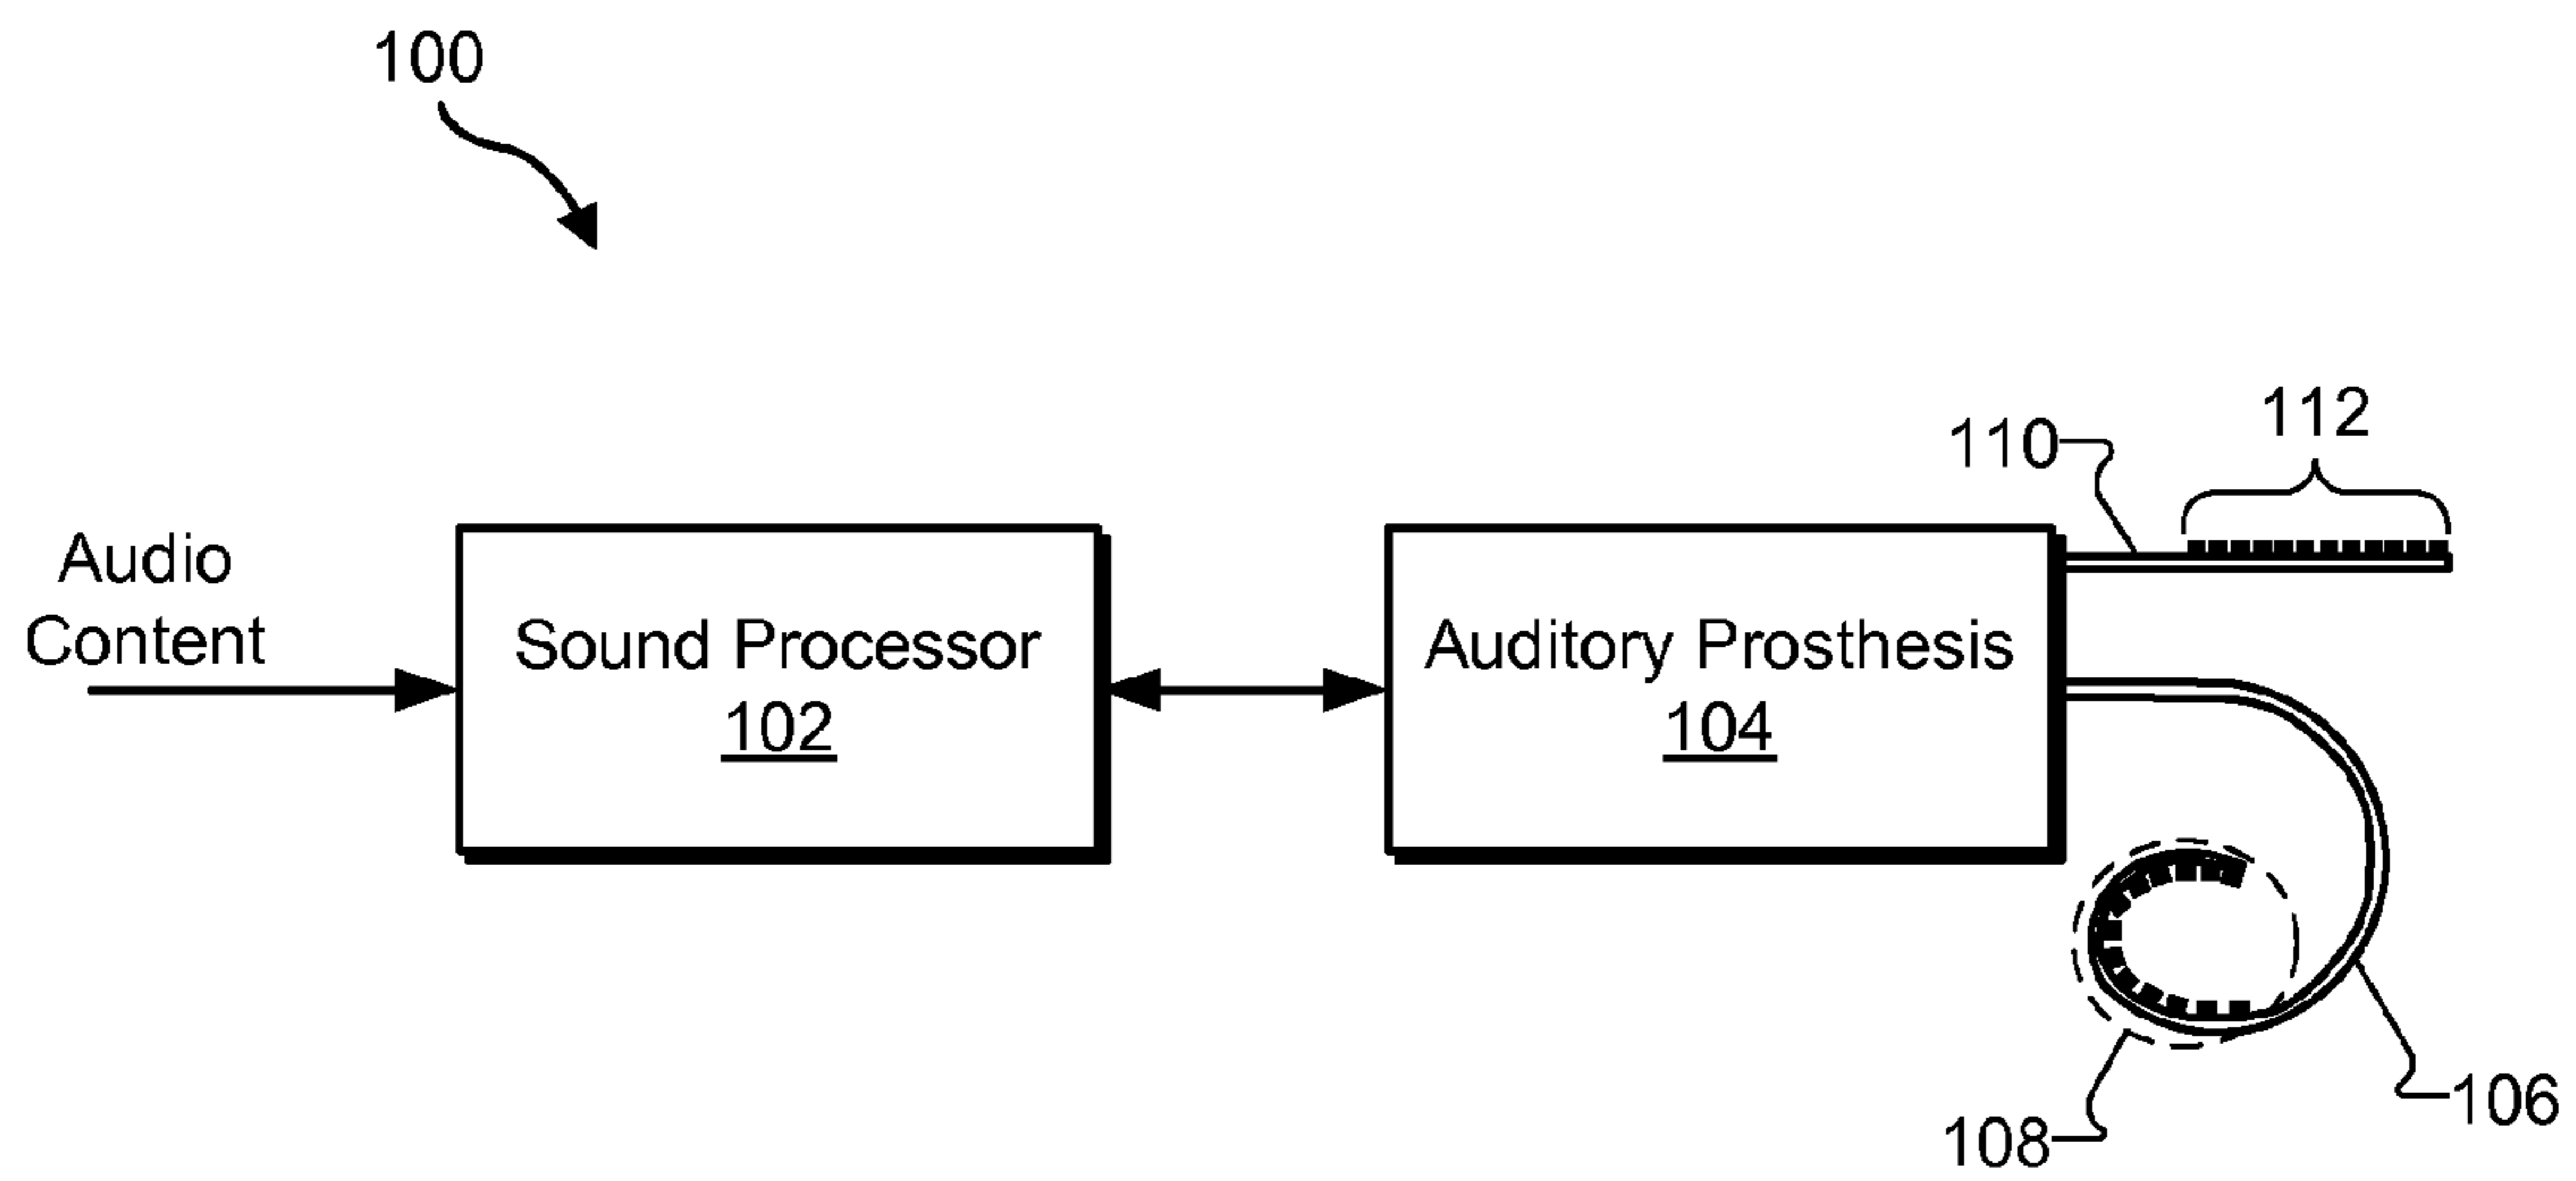 100
112
110
Audio
Content
Sound Processor
102
Auditory Prosthesis
104
106
108